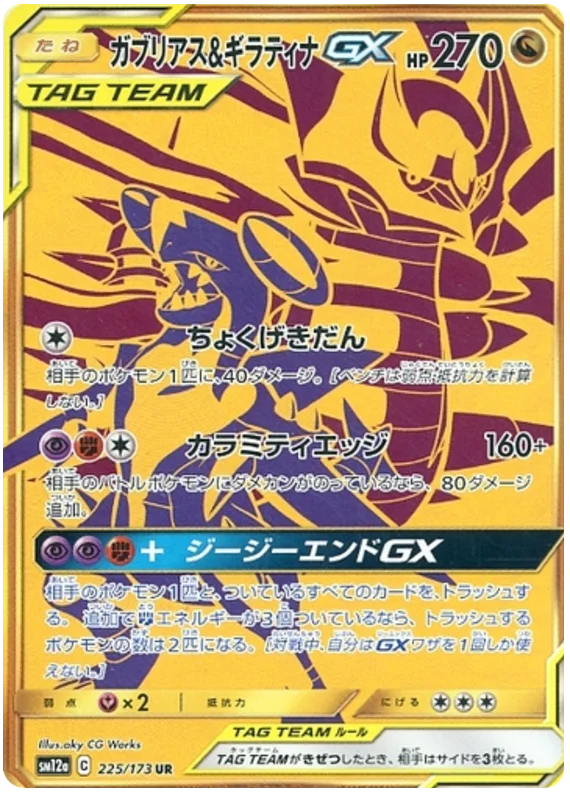 たね ガブリアス&ギラティナGX HP270
TAG TEAM
ちょくげきだん
相手のポケモン1匹に、40ダメージ。[ベンチは弱点・抵抗力を計算
しない。]
カラミティエッジ 160+
相手のバトルポケモンにダメカンがのっているなら、80ダメージ
追加。
+ ジージーエンドGX
相手のポケモン1匹と、ついているすべてのカードを、トラッシュす
る。追加でエネルギーが3個ついているなら、トラッシュする
ポケモンの数は2匹になる。[対戦中、自分はGXワザを1回しか使
えない。]
弱点 ×2 抵抗力 にげる
TAG TEAM ルール
Illus.aky CG Works
TAG TEAMがきぜつしたとき、相手はサイドを3枚とる。
SM12a C 225/173 UR